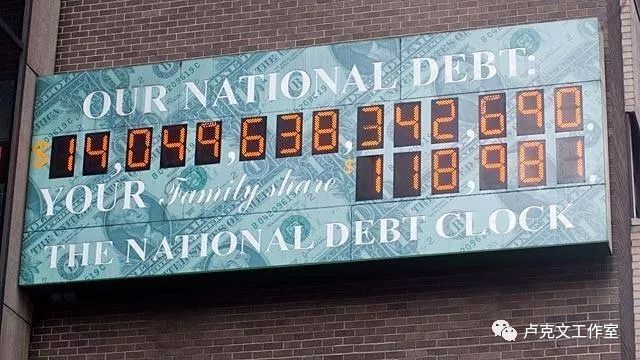 OUR NATIONAL DEBT:
$14,049,638,342,690.
YOUR Family share $118,981.
THE NATIONAL DEBT CLOCK
卢克文工作室